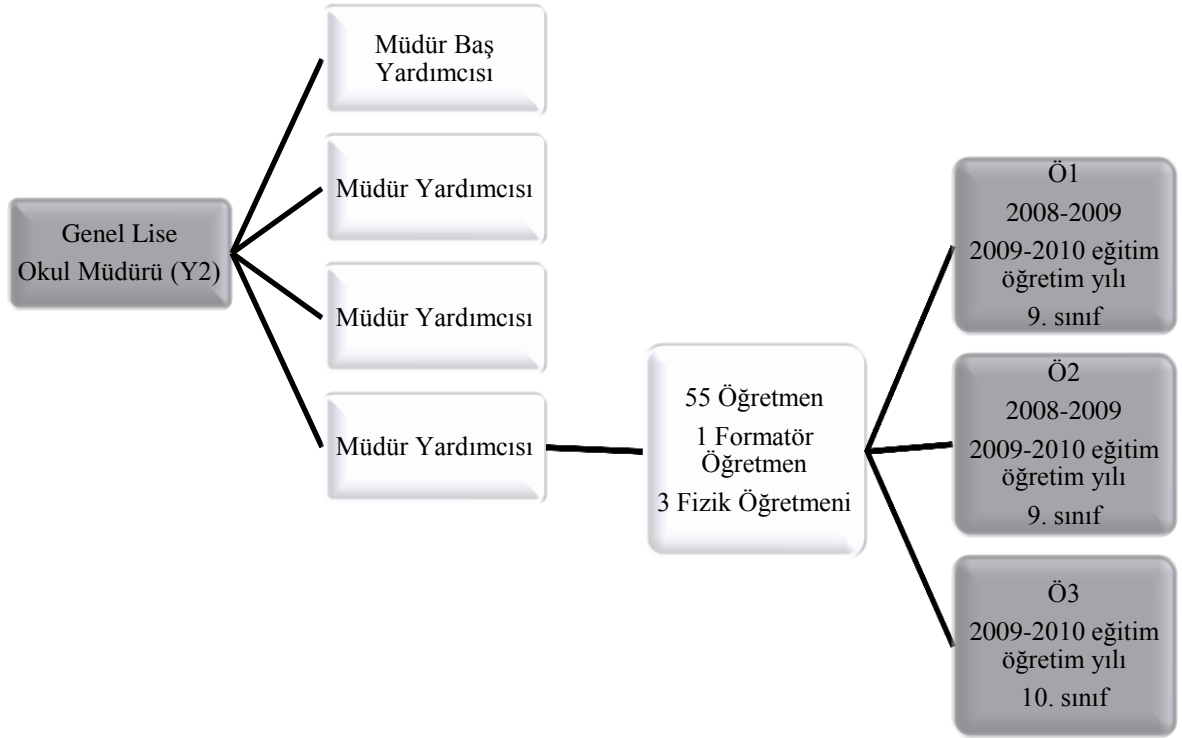 Genel Lise
Okul Müdürü (Y2)
Müdür Baş
Yardımcısı
Müdür Yardımcısı
Müdür Yardımcısı
Müdür Yardımcısı
55 Öğretmen
1 Formatör
Öğretmen
3 Fizik Öğretmeni
Ö1
2008-2009
2009-2010 eğitim
öğretim yılı
9. sınıf
Ö2
2008-2009
2009-2010 eğitim
öğretim yılı
9. sınıf
Ö3
2009-2010 eğitim
öğretim yılı
10. sınıf